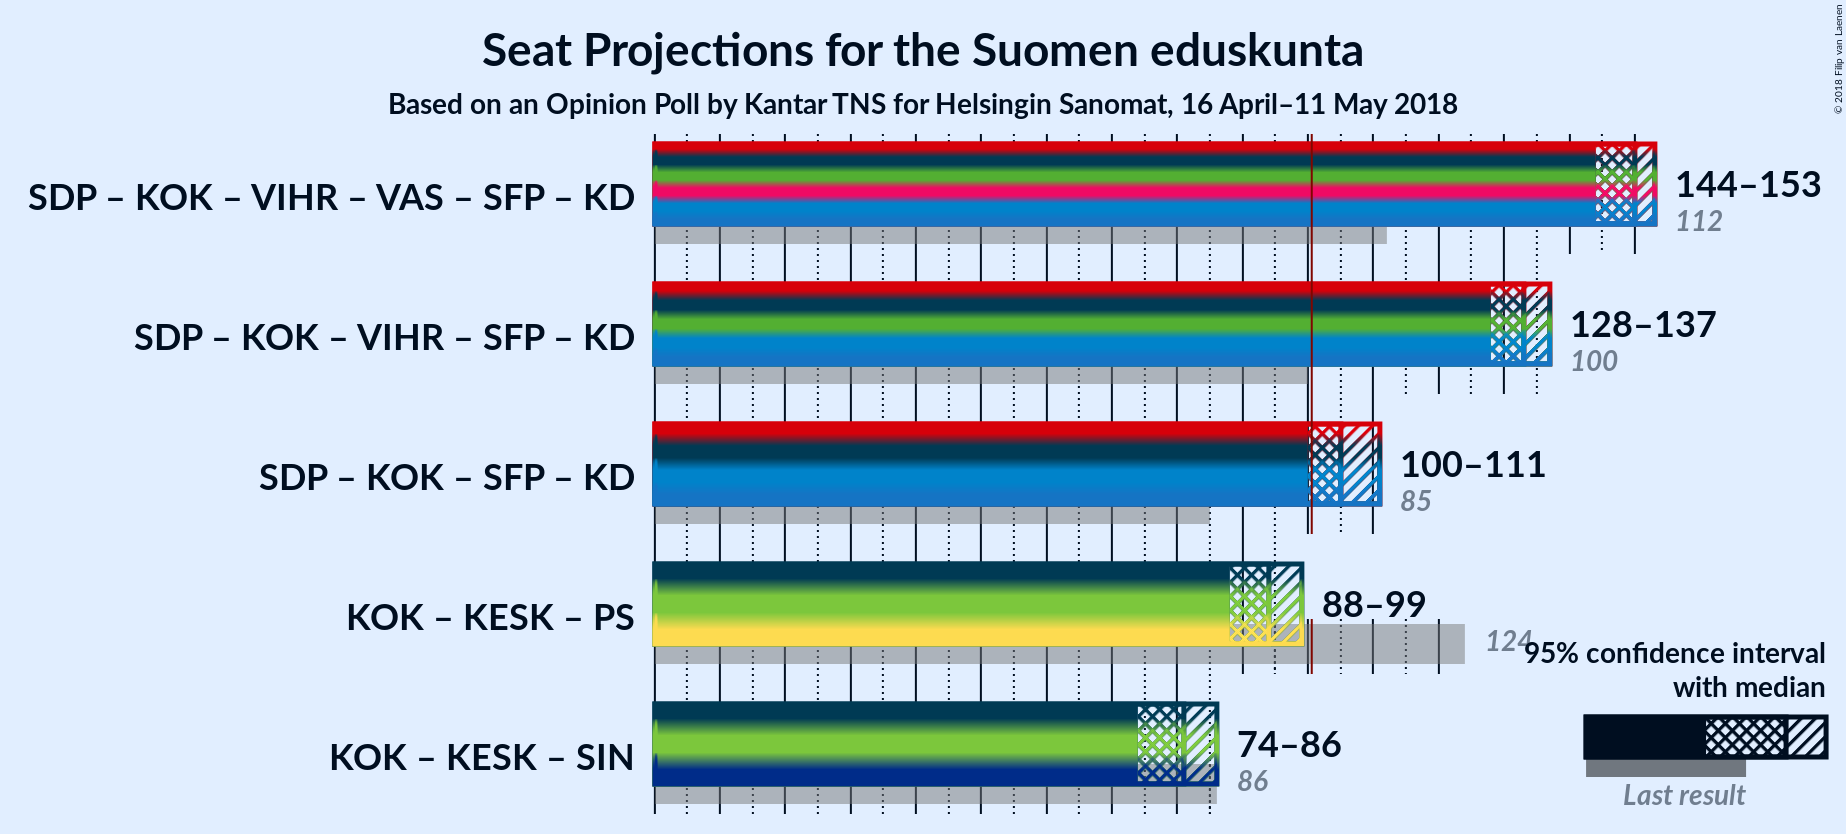 Seat Projections for the Suomen eduskunta
Based on an Opinion Poll by Kantar TNS for Helsingin Sanomat, 16 April–11 May 2018
© 2018 Filip van Laenen
SDP – KOK – VIHR – VAS – SFP – KD
144–153
112
SDP – KOK – VIHR – SFP – KD
128–137
100
SDP – KOK – SFP – KD
100–111
85
KOK – KESK – PS
88–99
124
KOK – KESK – SIN
74–86
86
95% confidence interval
with median
Last result